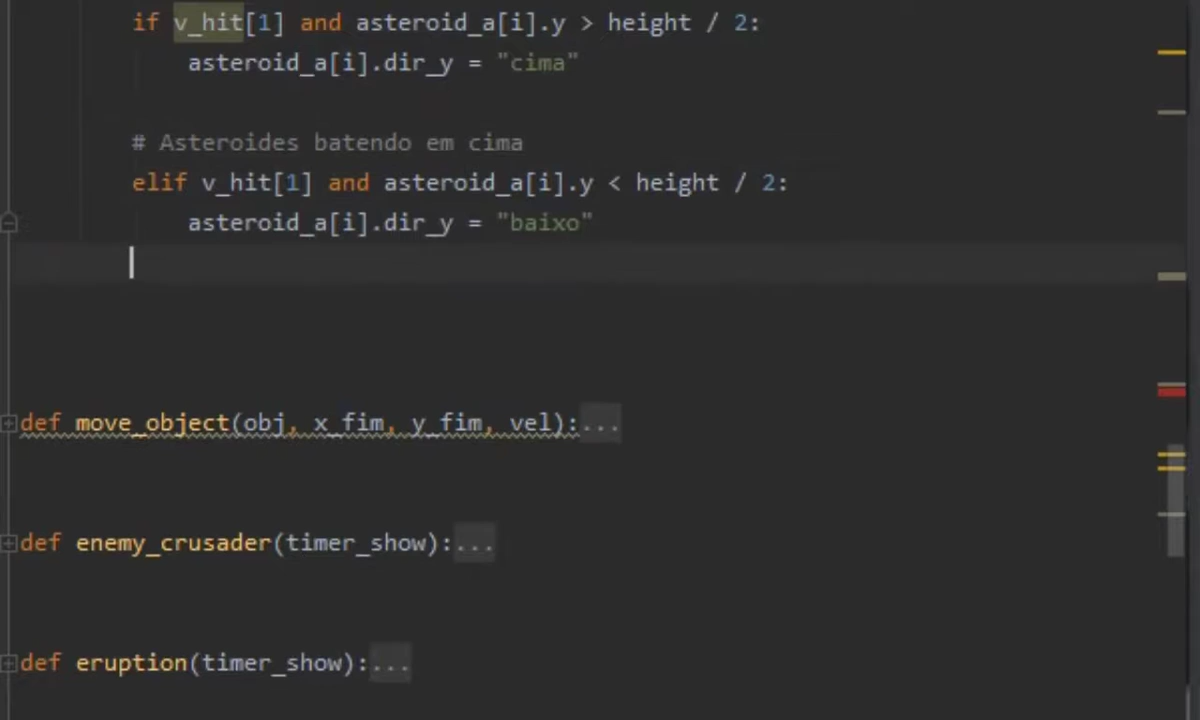 if v_hit[1] and asteroid_a[i].y > height / 2:
asteroid_a[i].dir_y = "cima"
# Asteroides batendo em cima
elif v_hit[1] and asteroid_a[i].y < height / 2:
asteroid_a[i].dir_y = "baixo"
def move_object(obj, x_fim, y_fim, vel):...
def enemy_crusader(timer_show):...
def eruption(timer_show):...